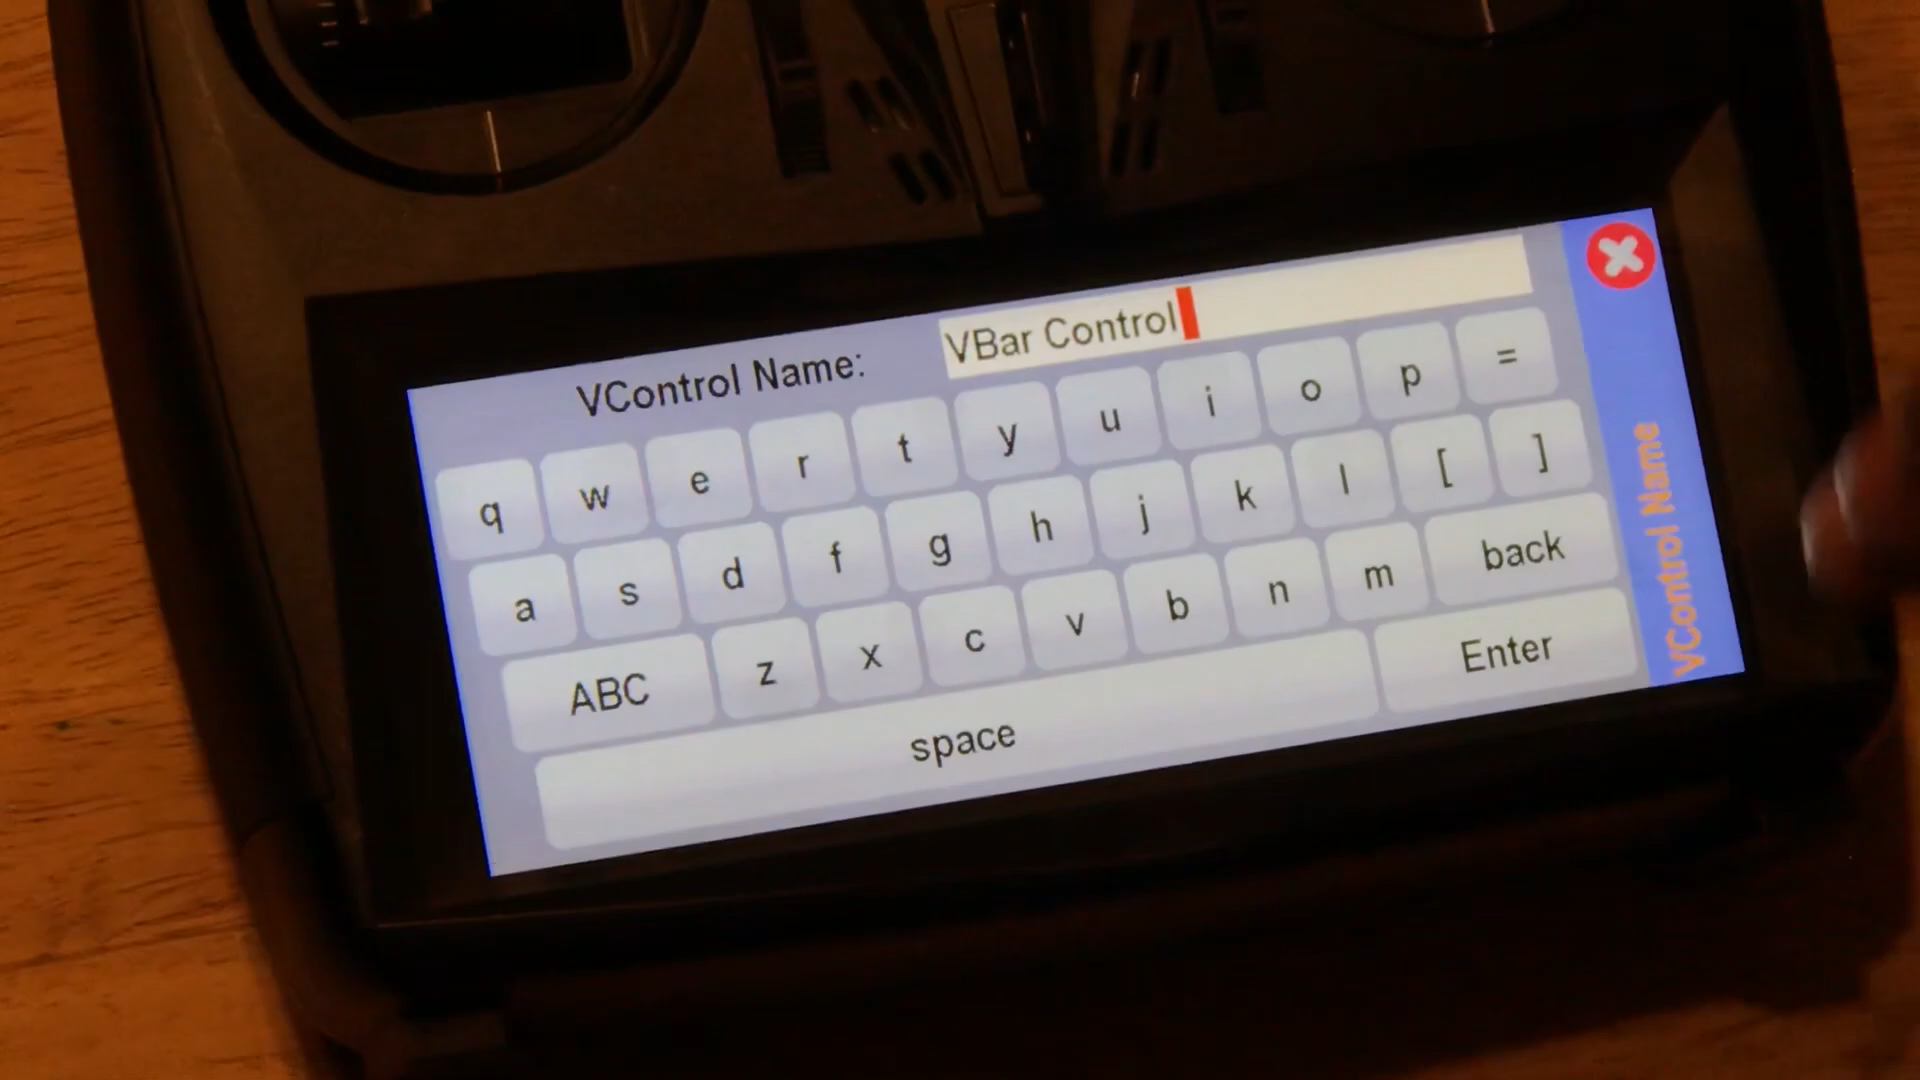 VControl Name: VBar Control
q w e r t y u i o p =
a s d f g h j k l [ ]
ABC z x c v b n m back
space Enter
VControl Name